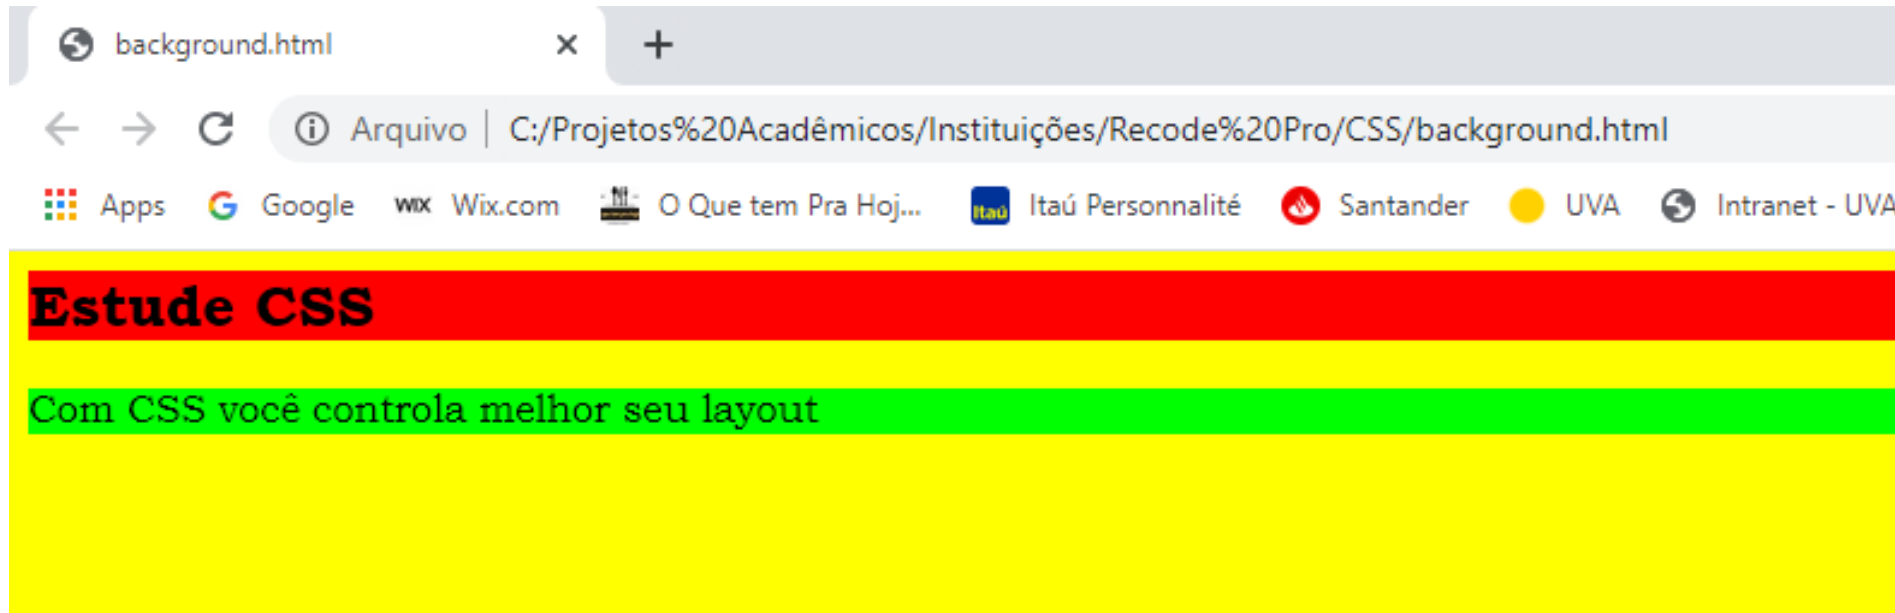 background.html
Arquivo | C:/Projetos%20Acadêmicos/Instituições/Recode%20Pro/CSS/background.html
Apps Google WIX Wix.com O Que tem Pra Hoj... Itaú Itaú Personnalité Santander UVA Intranet - UVA
Estude CSS
Com CSS você controla melhor seu layout